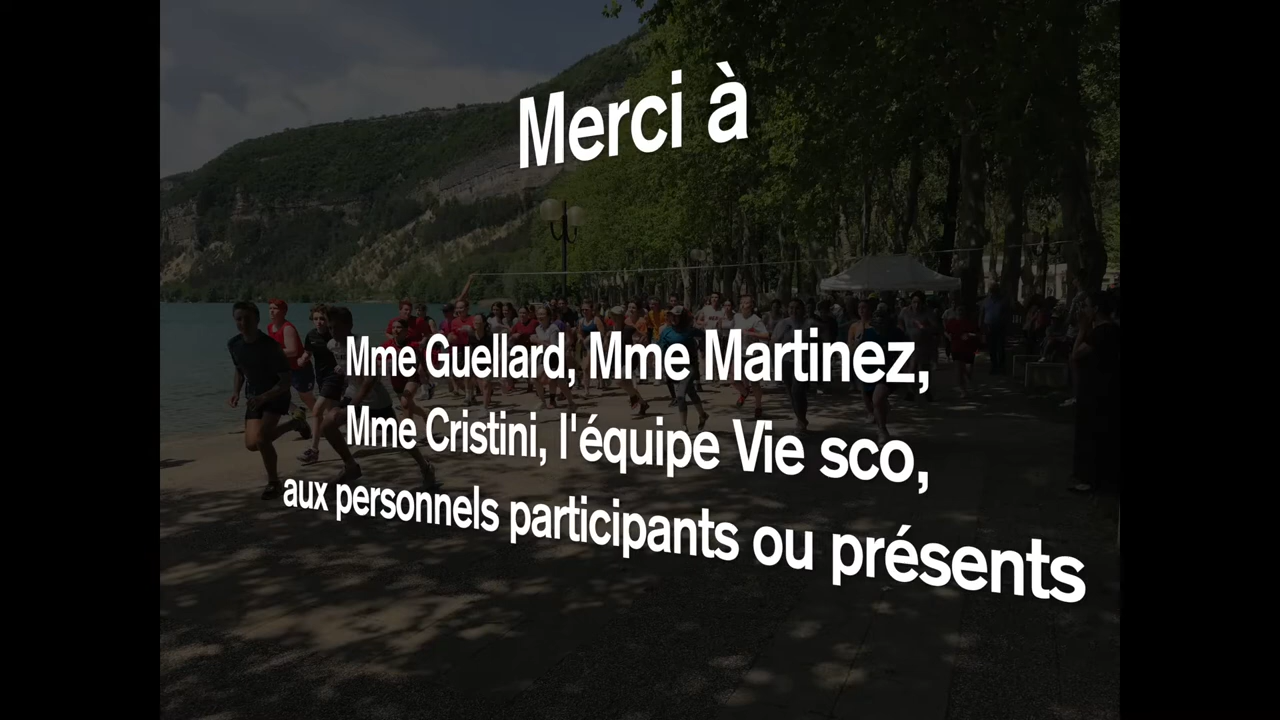 Merci à
Mme Guellard, Mme Martinez,
Mme Cristini, l'équipe Vie sco,
aux personnels participants ou présents